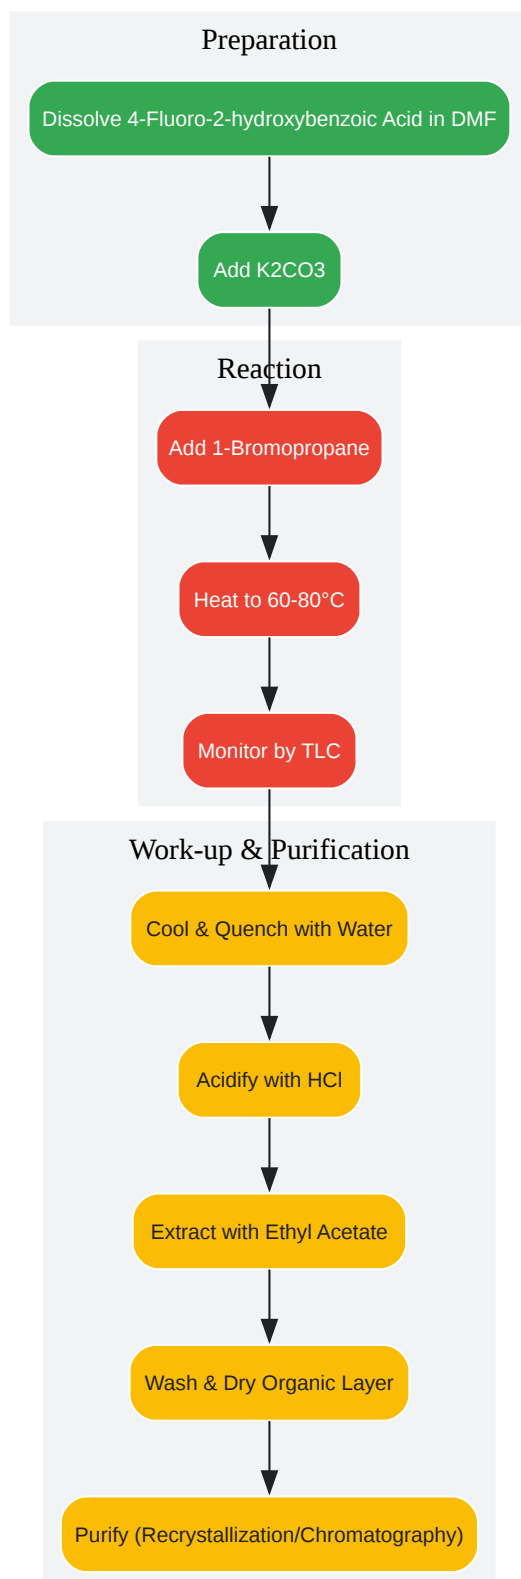 Preparation
Dissolve 4-Fluoro-2-hydroxybenzoic Acid in DMF
Add K2CO3
Reaction
Add 1-Bromopropane
Heat to 60-80°C
Monitor by TLC
Work-up & Purification
Cool & Quench with Water
Acidify with HCl
Extract with Ethyl Acetate
Wash & Dry Organic Layer
Purify (Recrystallization/Chromatography)